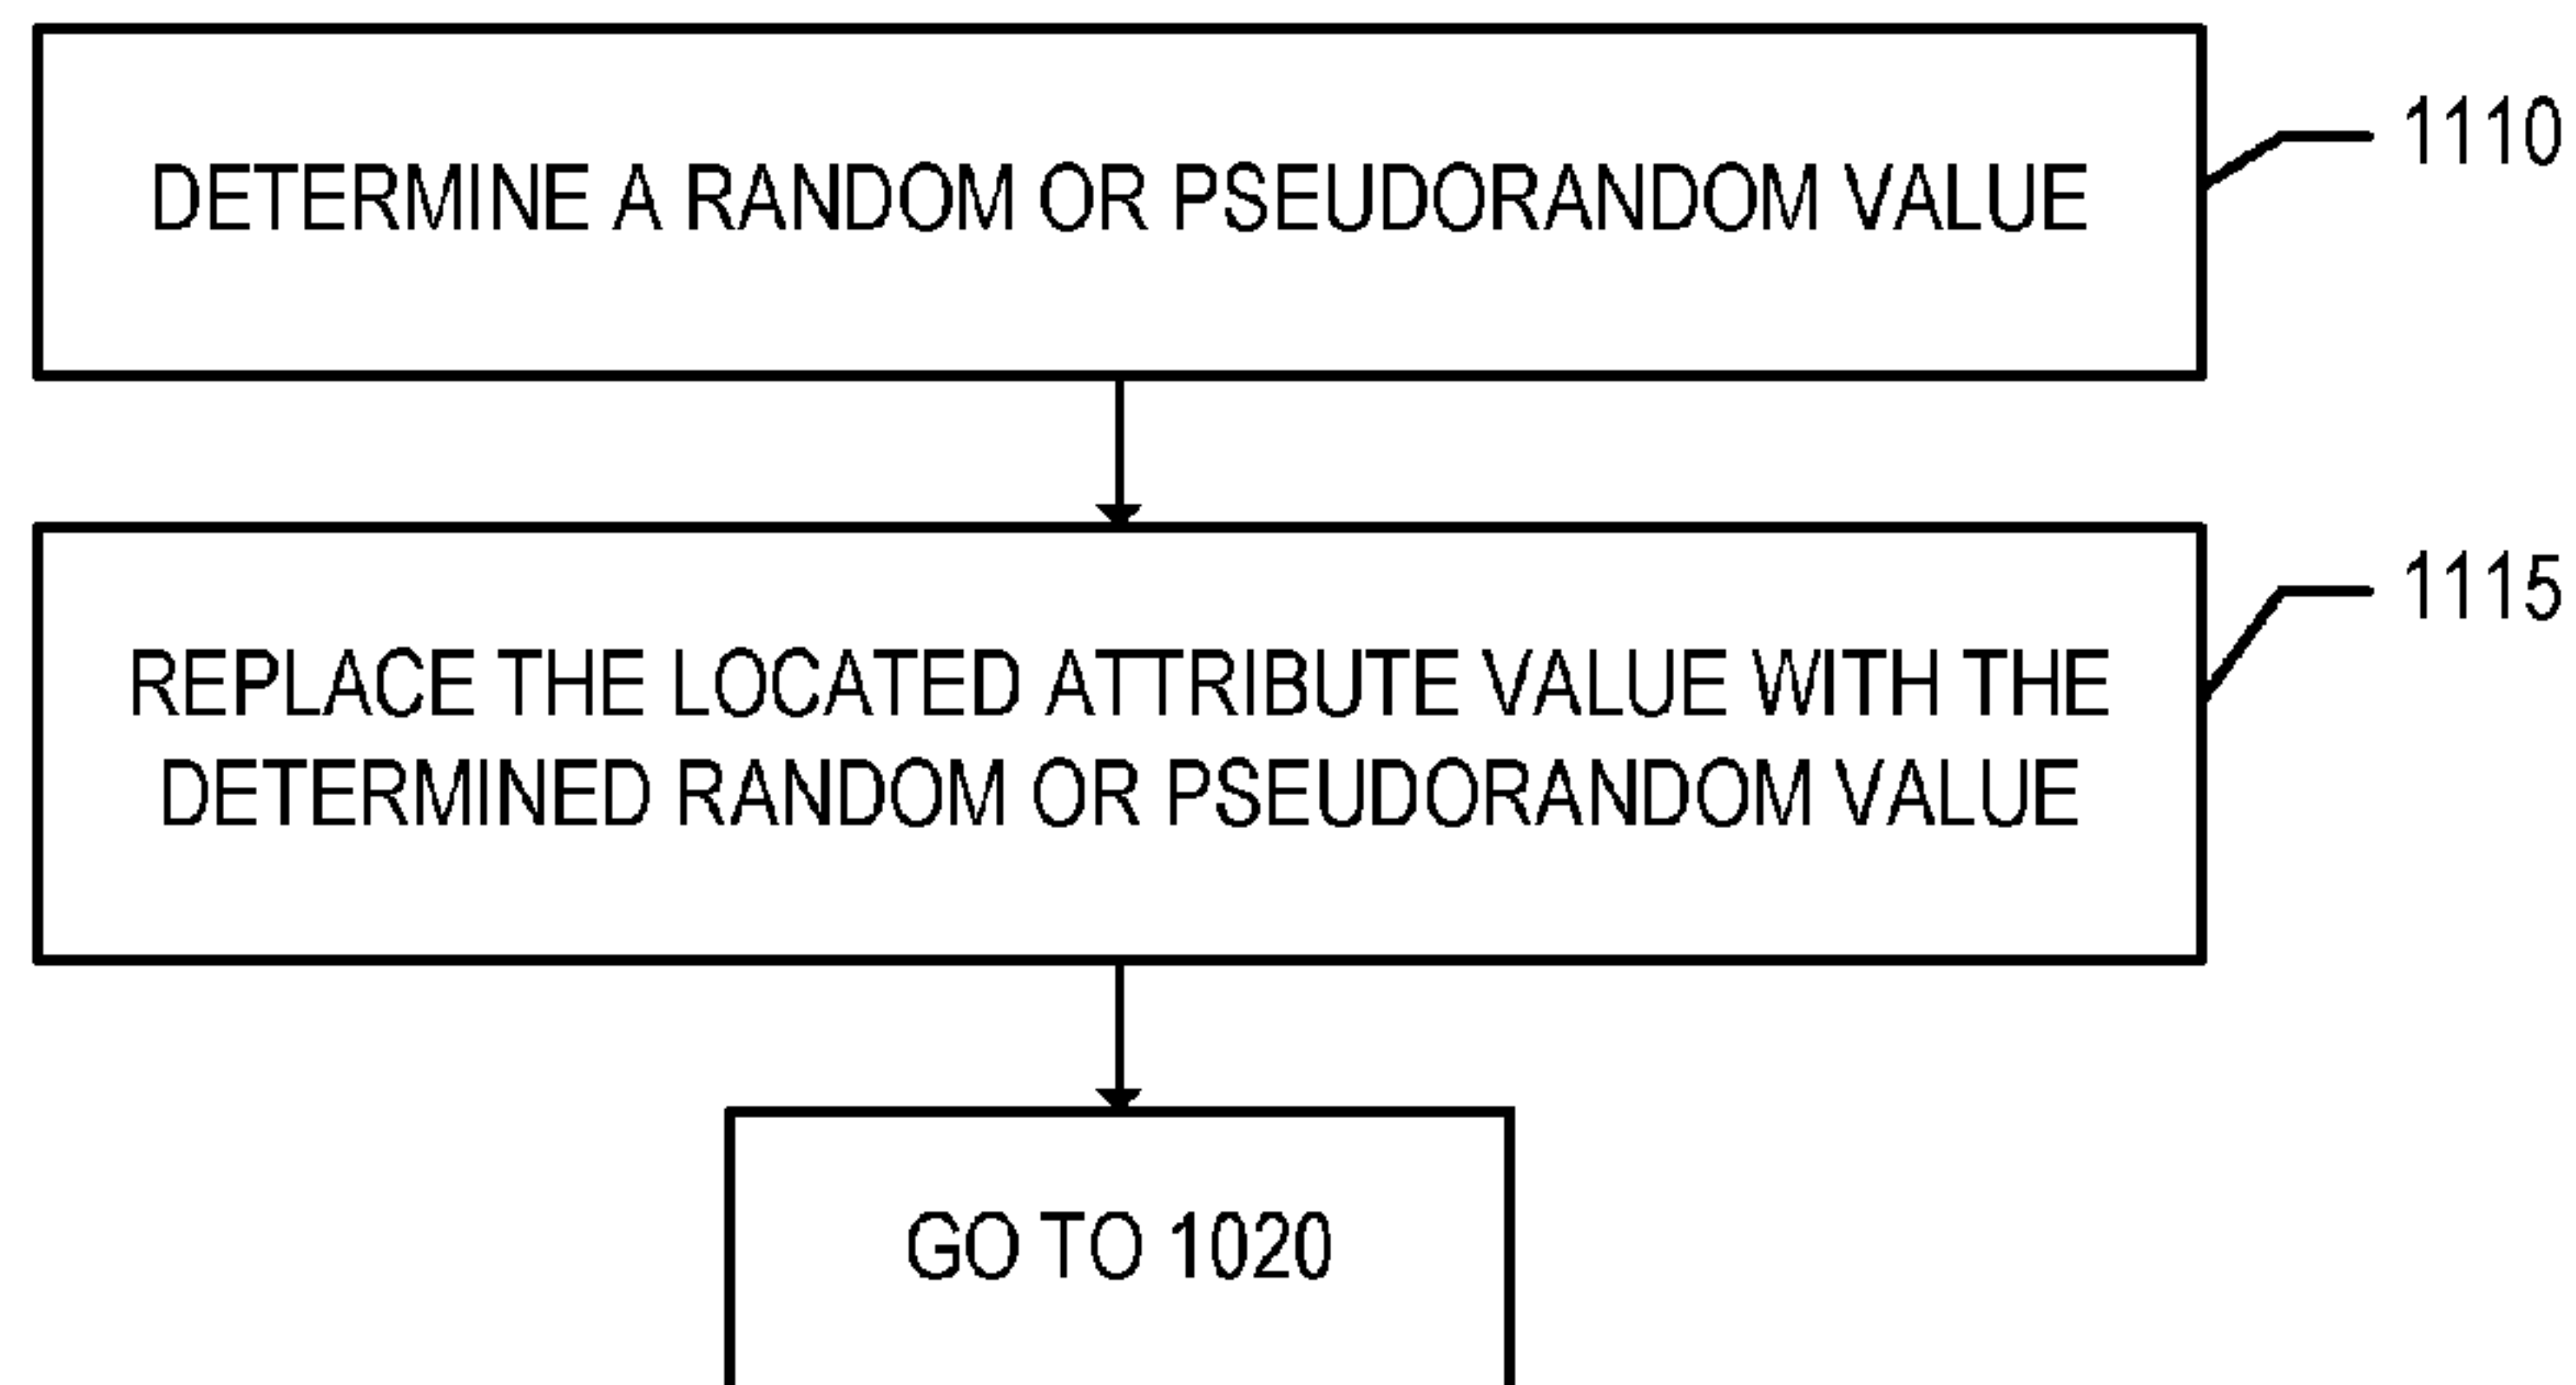 DETERMINE A RANDOM OR PSEUDORANDOM VALUE
1110
REPLACE THE LOCATED ATTRIBUTE VALUE WITH THE
DETERMINED RANDOM OR PSEUDORANDOM VALUE
1115
GO TO 1020